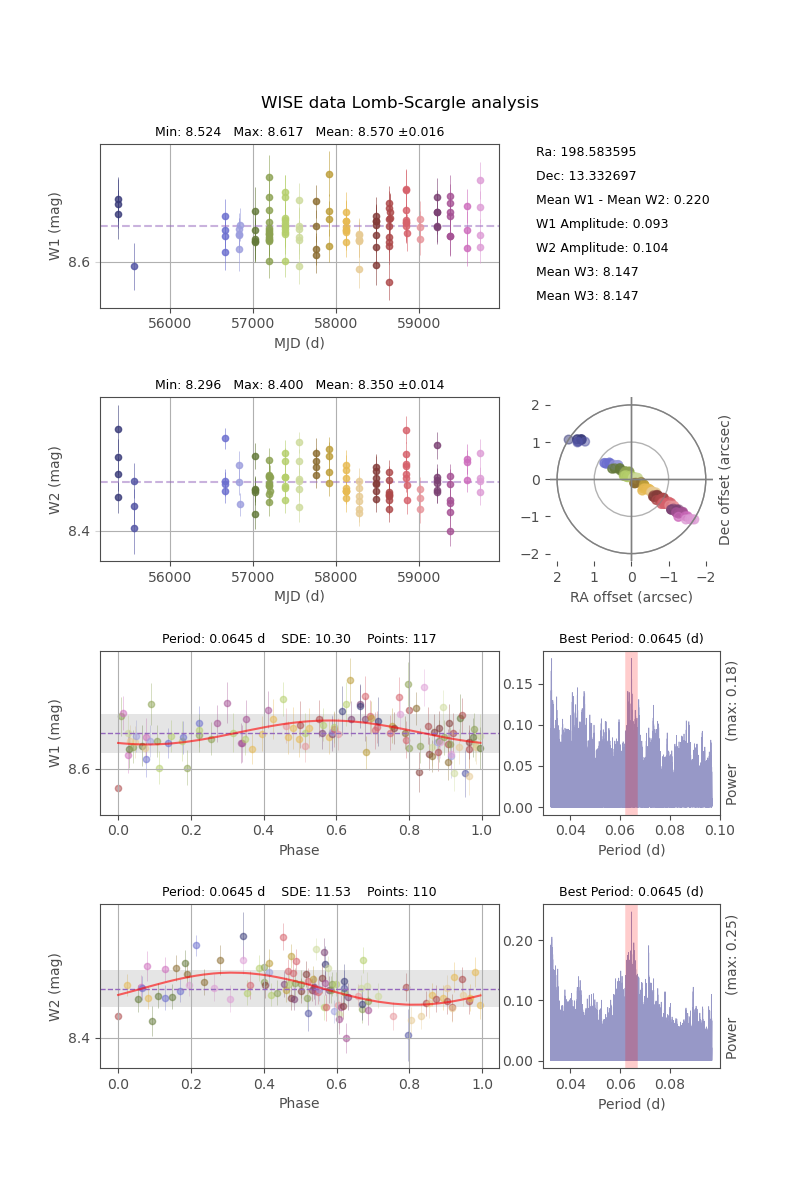 WISE data Lomb-Scargle analysis
Min: 8.524 Max: 8.617 Mean: 8.570 ±0.016
W1 (mag)
8.6
56000 57000 58000 59000
MJD (d)
Ra: 198.583595
Dec: 13.332697
Mean W1 - Mean W2: 0.220
W1 Amplitude: 0.093
W2 Amplitude: 0.104
Mean W3: 8.147
Mean W3: 8.147
Min: 8.296 Max: 8.400 Mean: 8.350 ±0.014
W2 (mag)
8.4
56000 57000 58000 59000
MJD (d)
2
1
0
−1
−2
2 1 0 −1 −2
RA offset (arcsec)
Dec offset (arcsec)
Period: 0.0645 d SDE: 10.30 Points: 117
W1 (mag)
8.6
0.0 0.2 0.4 0.6 0.8 1.0
Phase
Best Period: 0.0645 (d)
0.15
0.10
0.05
0.00
0.04 0.06 0.08 0.10
Period (d)
Power (max: 0.18)
Period: 0.0645 d SDE: 11.53 Points: 110
W2 (mag)
8.4
0.0 0.2 0.4 0.6 0.8 1.0
Phase
Best Period: 0.0645 (d)
0.20
0.10
0.00
0.04 0.06 0.08
Period (d)
Power (max: 0.25)